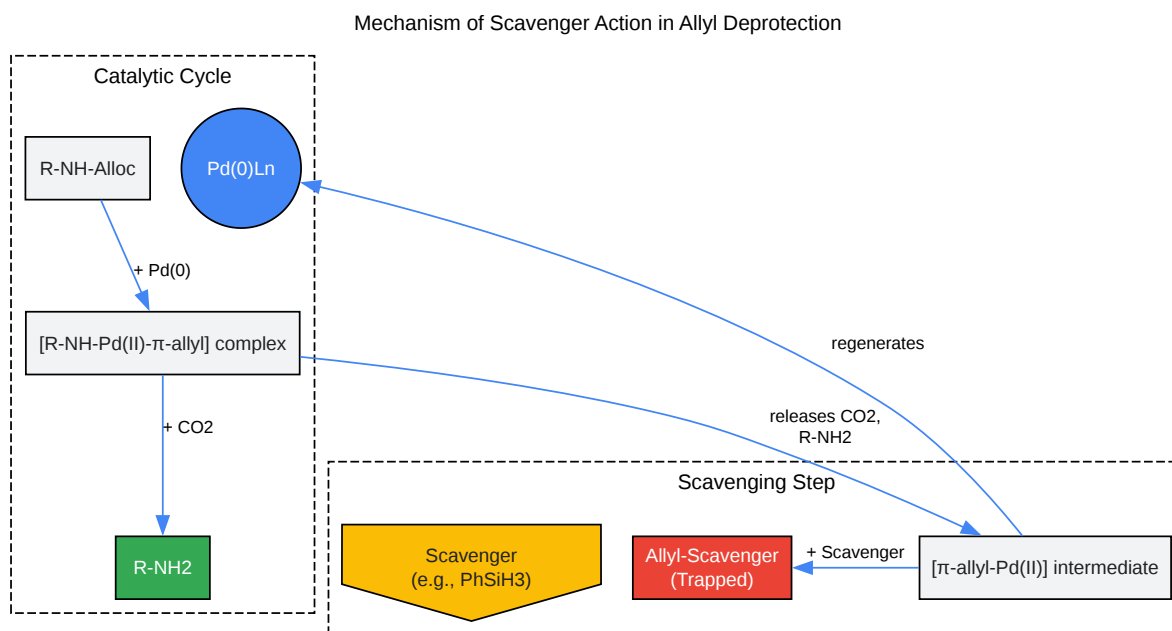 Mechanism of Scavenger Action in Allyl Deprotection
Catalytic Cycle
R-NH-Alloc
Pd(0)Ln
+ Pd(0)
[R-NH-Pd(II)-π-allyl] complex
regenerates
+ CO2
releases CO2,
R-NH2
Scavenging Step
R-NH2
Scavenger
(e.g., PhSiH3)
Allyl-Scavenger
(Trapped)
+ Scavenger
[π-allyl-Pd(II)] intermediate